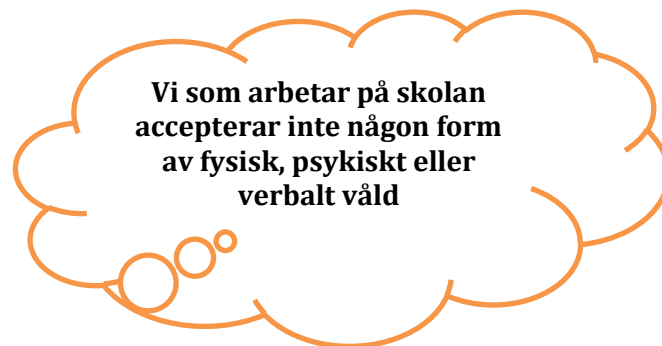 Vi som arbetar på skolan
accepterar inte någon form
av fysisk, psykiskt eller
verbalt våld